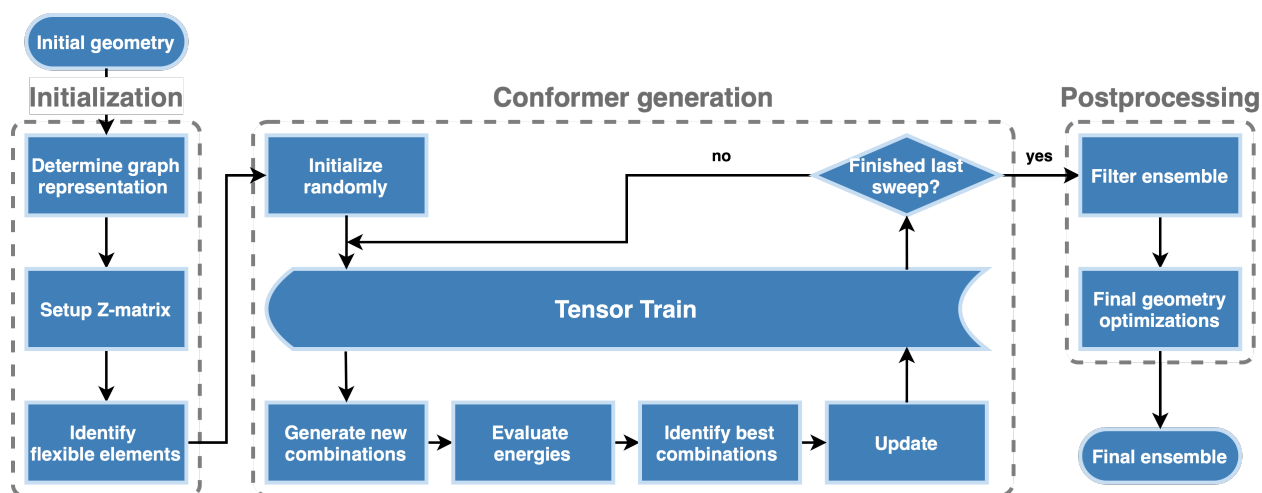 Initial geometry
Initialization
Determine graph
representation
Setup Z-matrix
Identify
flexible elements
Conformer generation
Initialize
randomly
no
Finished last
sweep?
yes
Tensor Train
Generate new
combinations
Evaluate
energies
Identify best
combinations
Update
Postprocessing
Filter ensemble
Final geometry
optimizations
Final ensemble